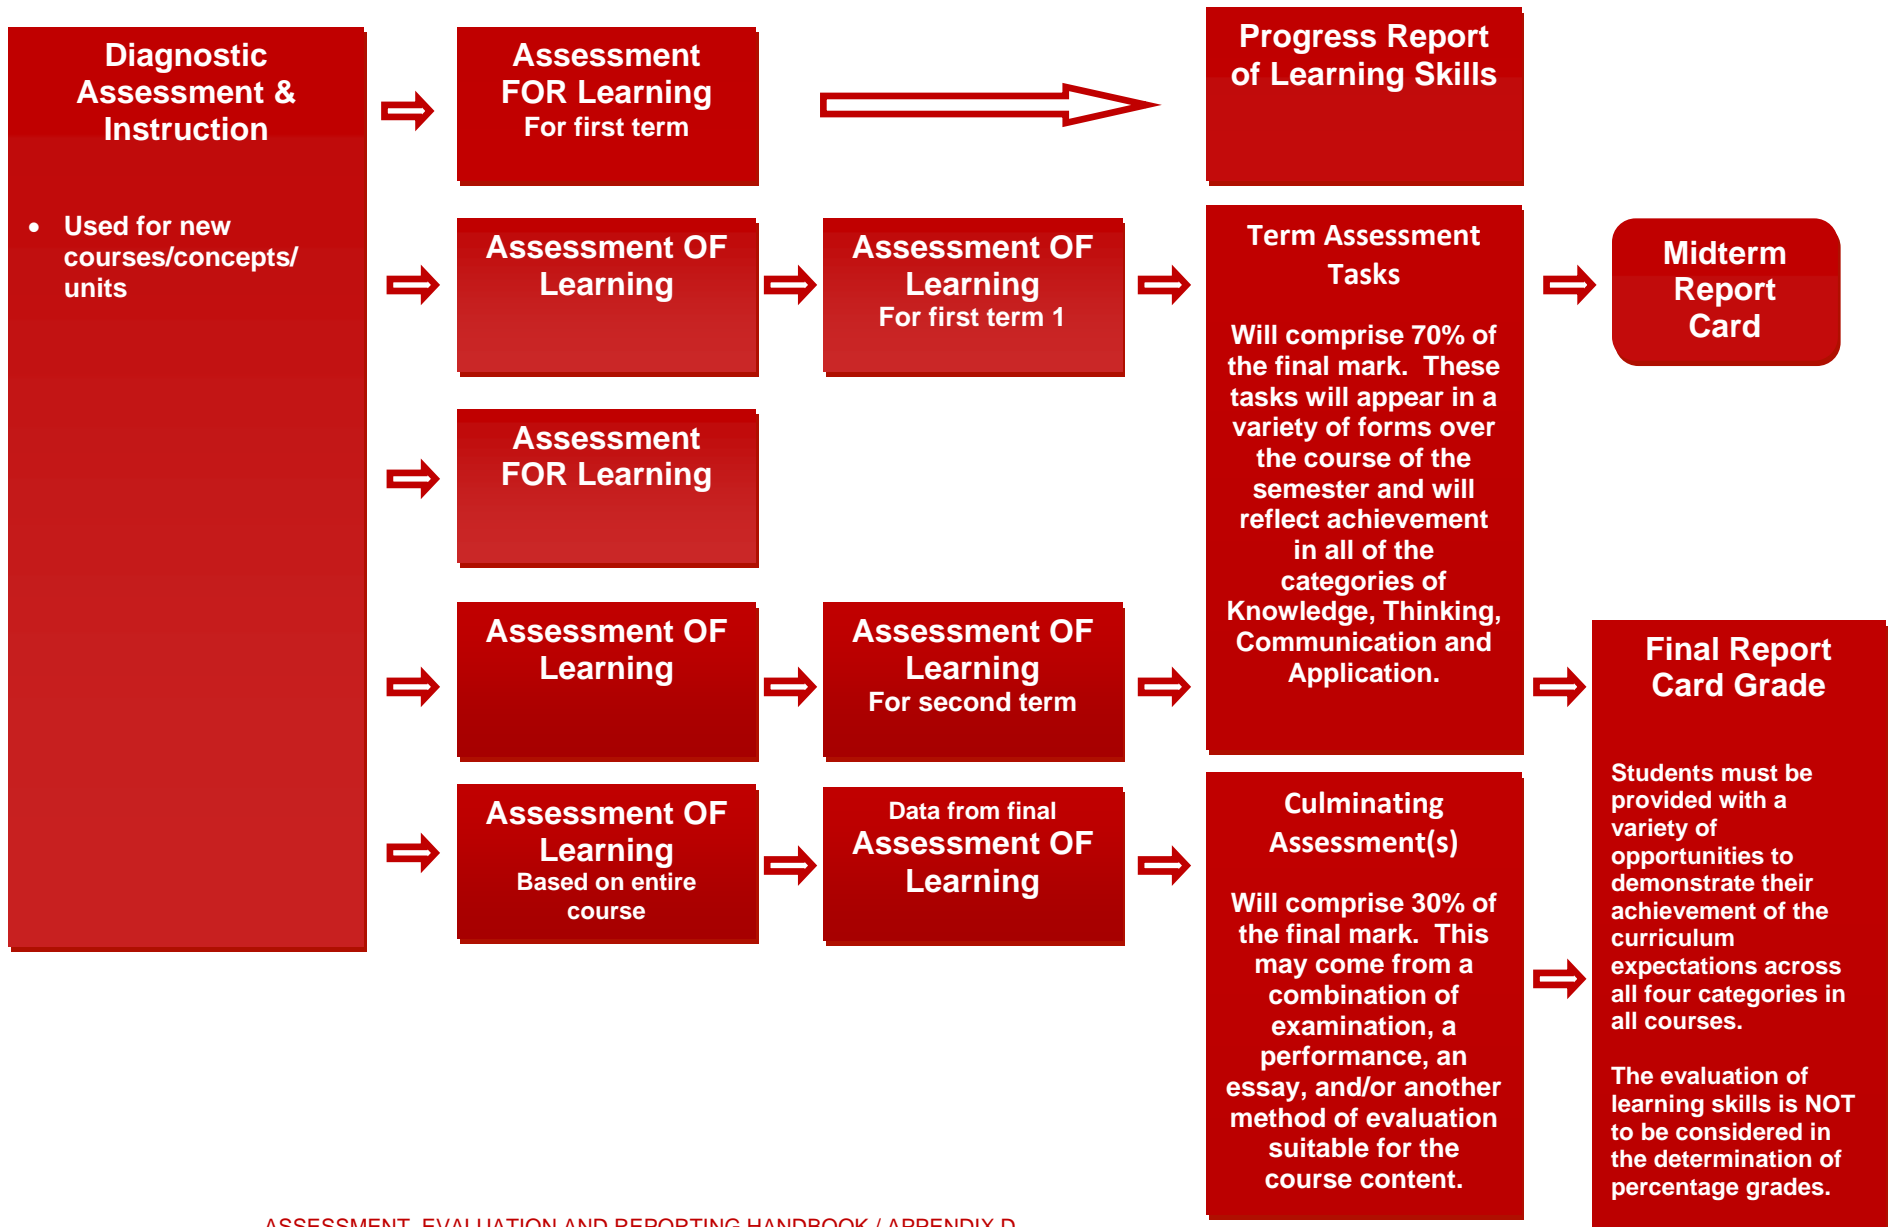 Diagnostic
Assessment &
Instruction
• Used for new
courses/concepts/
units
Assessment
FOR Learning
For first term
Progress Report
of Learning Skills
Assessment OF
Learning
Assessment OF
Learning
For first term 1
Term Assessment
Tasks
Will comprise 70% of
the final mark.  These
tasks will appear in a
variety of forms over
the course of the
semester and will
reflect achievement
in all of the
categories of
Knowledge, Thinking,
Communication and
Application.
Midterm
Report
Card
Assessment
FOR Learning
Assessment OF
Learning
Assessment OF
Learning
For second term
Final Report
Card Grade
Students must be
provided with a
variety of
opportunities to
demonstrate their
achievement of the
curriculum
expectations across
all four categories in
all courses.
The evaluation of
learning skills is NOT
to be considered in
the determination of
percentage grades.
Assessment OF
Learning
Based on entire
course
Data from final
Assessment OF
Learning
Culminating
Assessment(s)
Will comprise 30% of
the final mark.  This
may come from a
combination of
examination, a
performance, an
essay, and/or another
method of evaluation
suitable for the
course content.
ASSESSMENT, EVALUATION AND REPORTING HANDBOOK / APPENDIX D